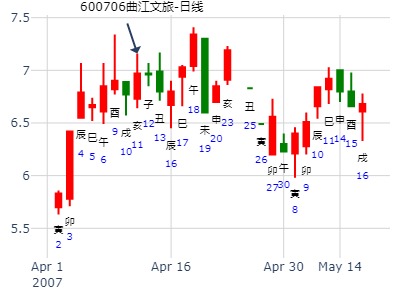 600706曲江文旅-日线
7.5
7
6.5
6
5.5
寅
2
卯
3
辰
4
巳
5
午
6
酉
9
戌
10
亥
11
子
12
丑
13
辰
16
巳
17
午
18
未
19
申
20
亥
23
丑
25
寅
26
卯
27
午
30
寅
8
卯
9
辰
10
巳
11
申
14
酉
15
戌
16
Apr 1
2007
Apr 16
Apr 30
May 14